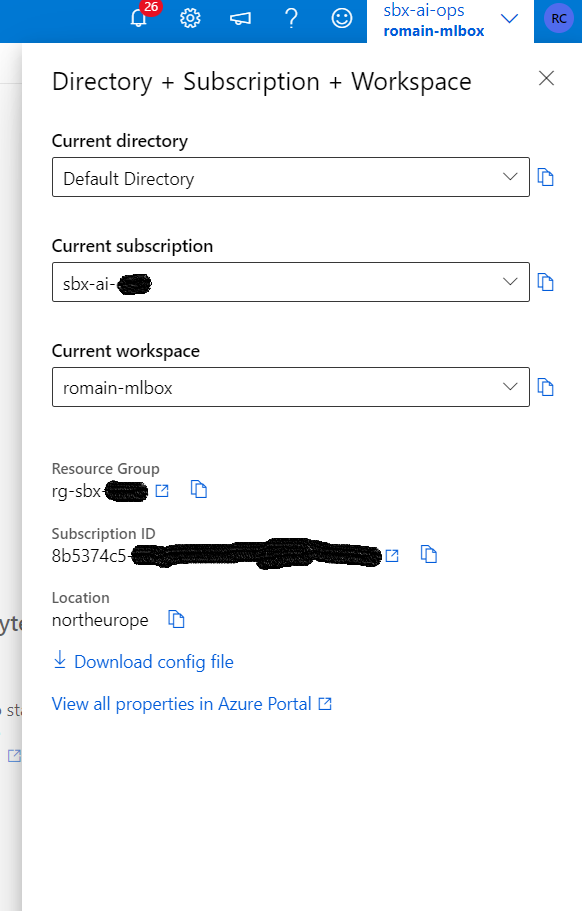 26
sbx-ai-ops
romain-mlbox
RC
Directory + Subscription + Workspace
Current directory
Default Directory
Current subscription
sbx-ai-
Current workspace
romain-mlbox
Resource Group
rg-sbx-
Subscription ID
8b5374c5-
Location
northeurope
Download config file
View all properties in Azure Portal